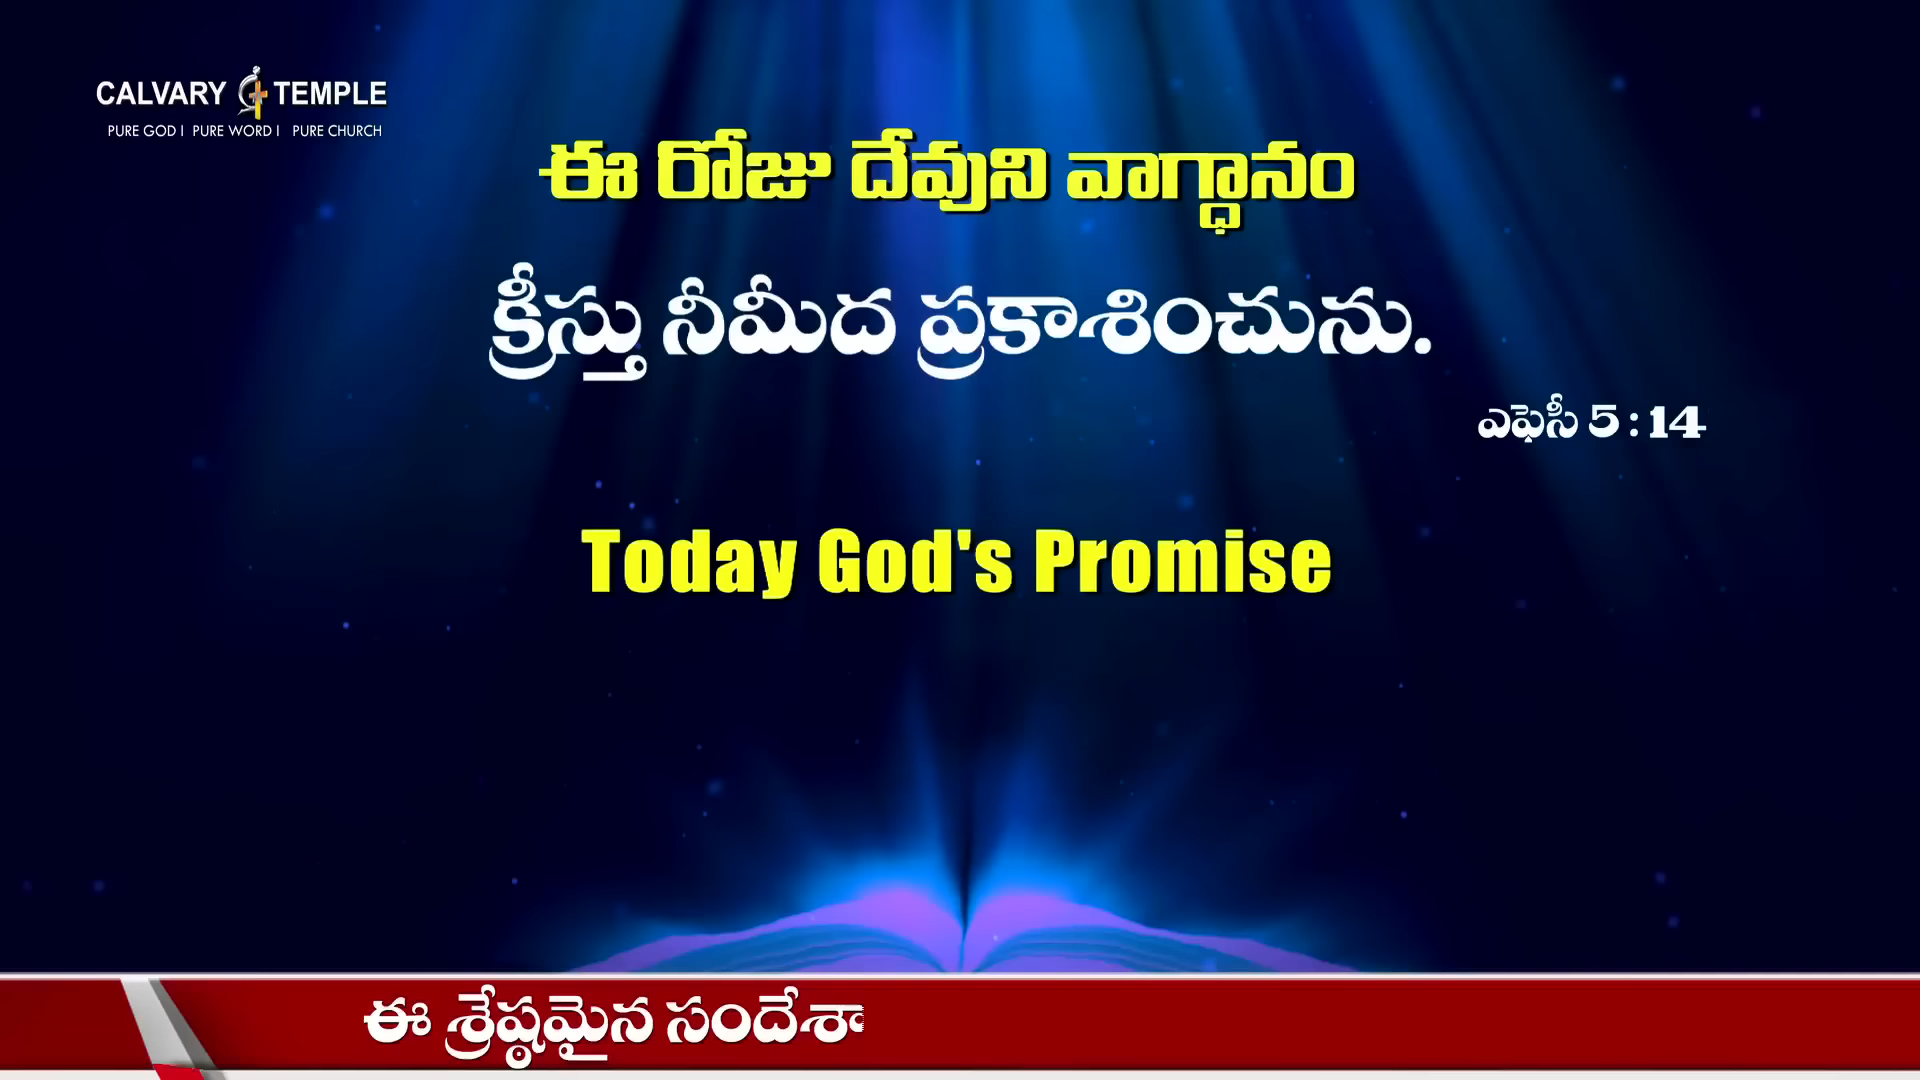 CALVARY TEMPLE
PURE GOD I PURE WORD I PURE CHURCH
ఈ రోజు దేవుని వాగ్ధానం
క్రీస్తు నీమీద ప్రకాశించును.
ఎఫెసీ 5 : 14
Today God's Promise
ఈ శ్రేష్ఠమైన సందేశా